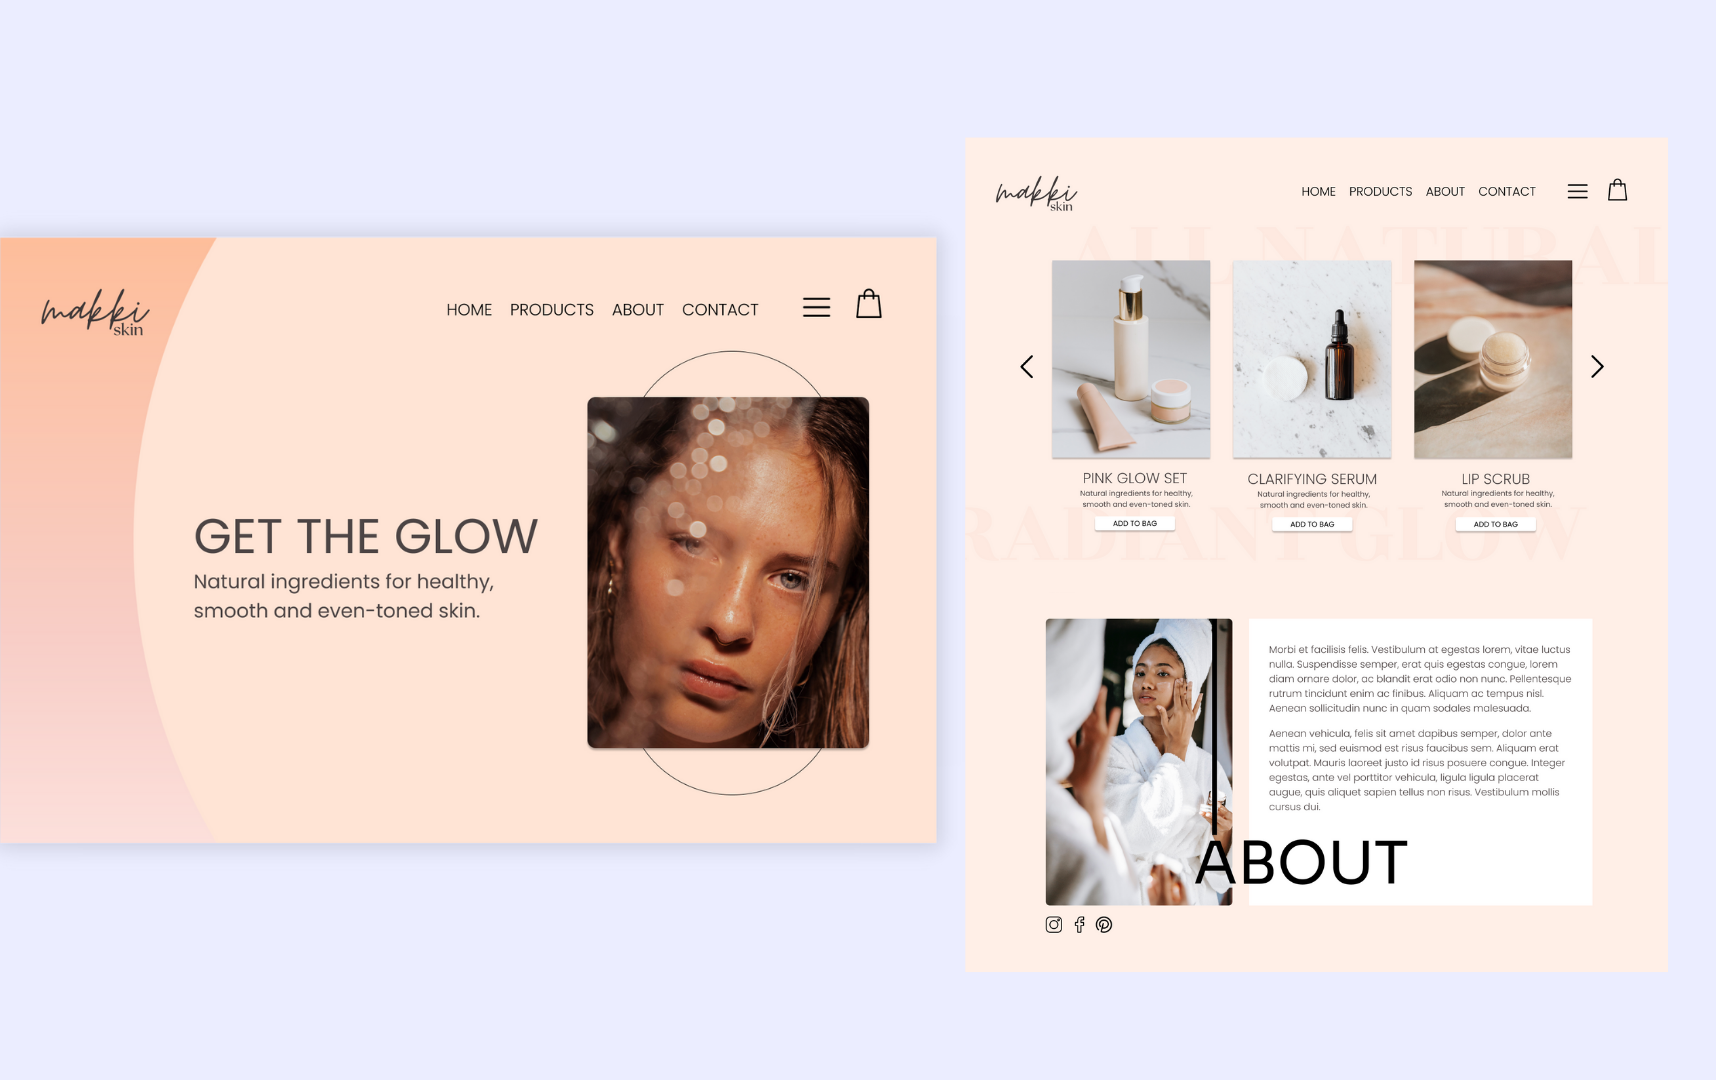 makki
skin
HOME PRODUCTS ABOUT CONTACT
GET THE GLOW
Natural ingredients for healthy,
smooth and even-toned skin.
makki
skin
HOME PRODUCTS ABOUT CONTACT
ALL NATURAL
PINK GLOW SET
Natural ingredients for healthy,
smooth and even-toned skin.
ADD TO BAG
CLARIFYING SERUM
Natural ingredients for healthy,
smooth and even-toned skin.
ADD TO BAG
LIP SCRUB
Natural ingredients for healthy,
smooth and even-toned skin.
ADD TO BAG
RADIANT GLOW
Morbi et facilisis felis. Vestibulum at egestas lorem, vitae luctus
nulla. Suspendisse semper, erat quis egestas congue, lorem
diam ornare dolor, ac blandit erat odio non nunc. Pellentesque
rutrum tincidunt enim ac finibus. Aliquam ac tempus nisl.
Aenean sollicitudin nunc in quam sodales malesuada.
Aenean vehicula, felis sit amet dapibus semper, dolor ante
mattis mi, sed euismod est risus faucibus sem. Aliquam erat
volutpat. Mauris laoreet justo id risus posuere congue. Integer
egestas, ante vel porttitor vehicula, ligula ligula placerat
augue, quis aliquet sapien tellus non risus. Vestibulum mollis
cursus dui.
ABOUT